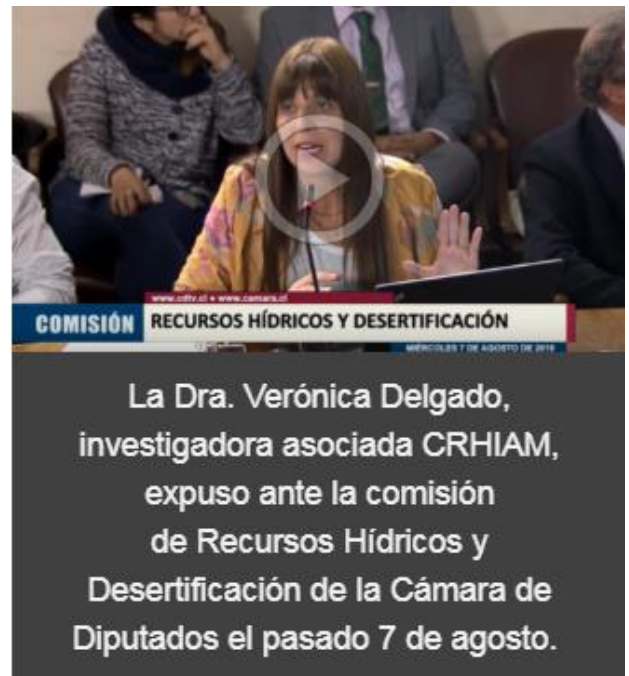 www.cdtv.cl • www.camara.cl
COMISIÓN RECURSOS HÍDRICOS Y DESERTIFICACIÓN
MIÉRCOLES 7 DE AGOSTO DE 2019
La Dra. Verónica Delgado,
investigadora asociada CRHIAM,
expuso ante la comisión
de Recursos Hídricos y
Desertificación de la Cámara de
Diputados el pasado 7 de agosto.